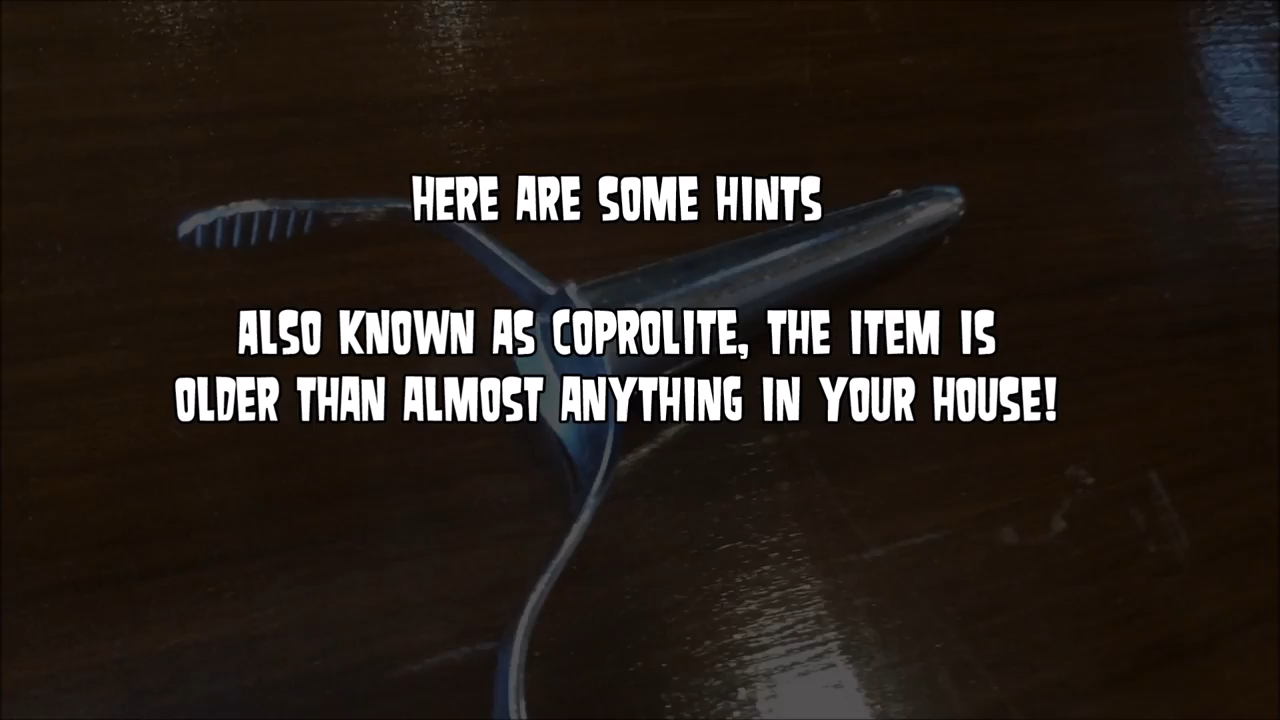 HERE ARE SOME HINTS
ALSO KNOWN AS COPROLITE, THE ITEM IS
OLDER THAN ALMOST ANYTHING IN YOUR HOUSE!